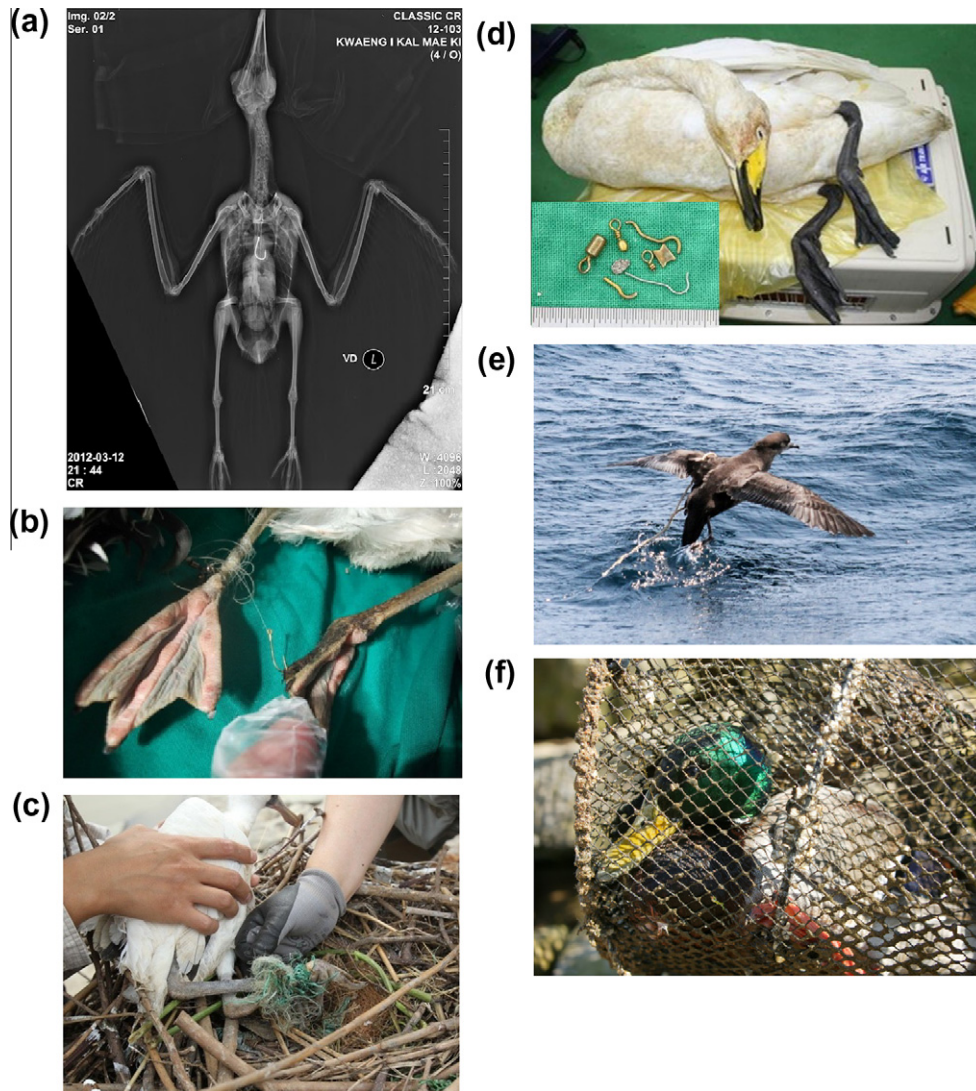 (a)
Img. 02/2
Ser. 01
CLASSIC CR
12-103
KWAENG I KAL MAE KI
(4 / O)
VD L
2012-03-12
21 : 44
CR
W : 4096
L : 2048
Z : 100%
(b)
(c)
(d)
(e)
(f)